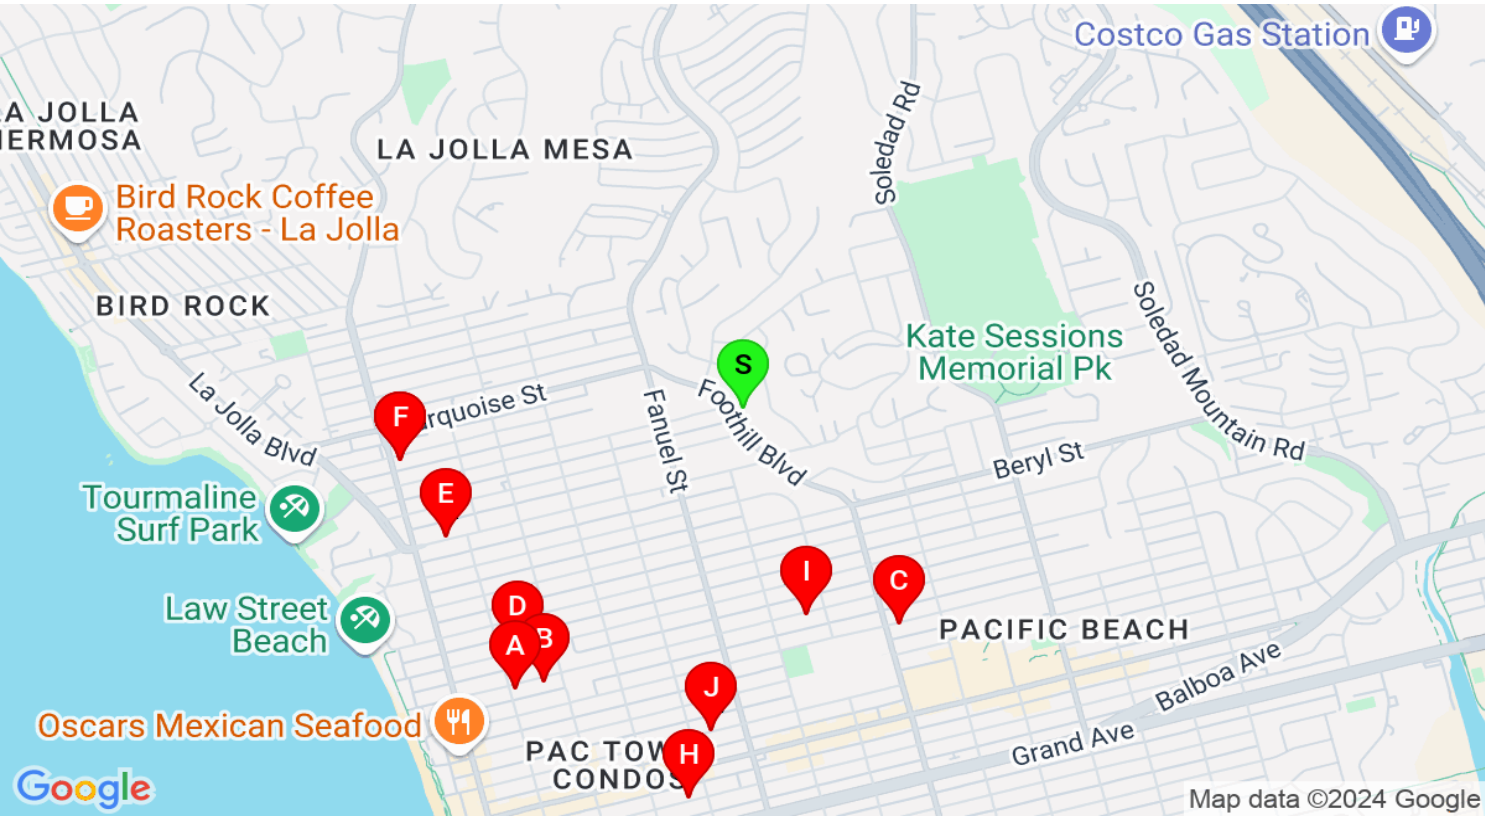 Costco Gas Station
A JOLLA
HERMOSA
LA JOLLA MESA
Soledad Rd
Bird Rock Coffee
Roasters - La Jolla
BIRD ROCK
Kate Sessions
Memorial Pk
Soledad Mountain Rd
S
La Jolla Blvd
F
urquoise St
Fanuel St
Foothill Blvd
Beryl St
E
Tourmaline
Surf Park
I
C
Law Street
Beach
D
B
A
PACIFIC BEACH
J
Balboa Ave
Oscars Mexican Seafood
PAC TOW
CONDOS
H
Grand Ave
Google
Map data ©2024 Google